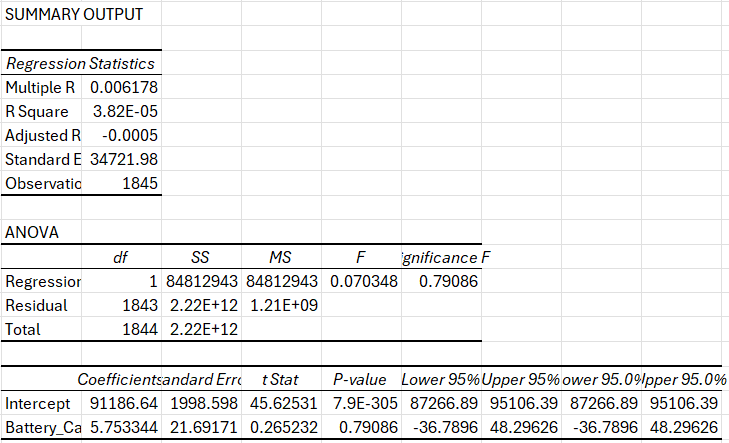 SUMMARY OUTPUT
Regression Statistics
Multiple R 0.006178
R Square 3.82E-05
Adjusted R -0.0005
Standard E 34721.98
Observatio 1845
ANOVA
df SS MS F ignificance F
Regression 1 84812943 84812943 0.070348 0.79086
Residual 1843 2.22E+12 1.21E+09
Total 1844 2.22E+12
Coefficients andard Erro t Stat P-value Lower 95% Upper 95% ower 95.0% Upper 95.0%
Intercept 91186.64 1998.598 45.62531 7.9E-305 87266.89 95106.39 87266.89 95106.39
Battery_Ca 5.753344 21.69171 0.265232 0.79086 -36.7896 48.29626 -36.7896 48.29626